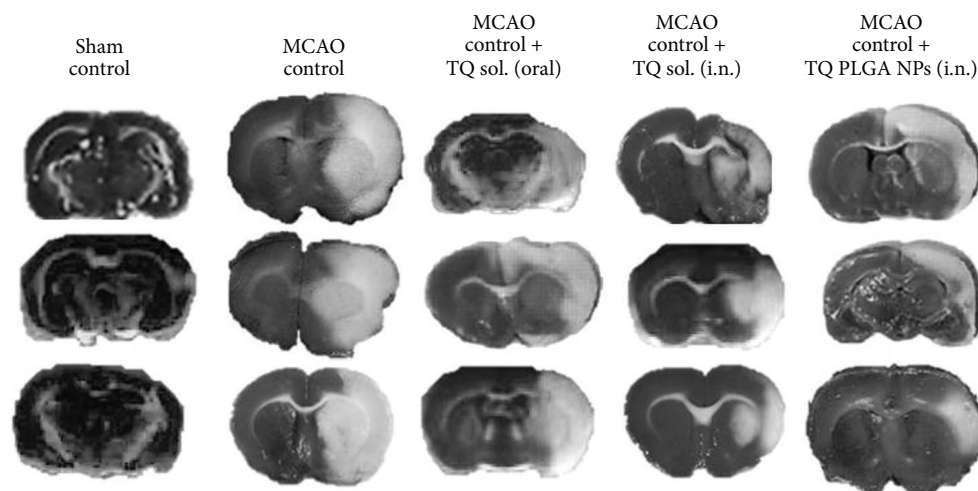 Sham
control
MCAO
control
MCAO
control +
TQ sol. (oral)
MCAO
control +
TQ sol. (i.n.)
MCAO
control +
TQ PLGA NPs (i.n.)